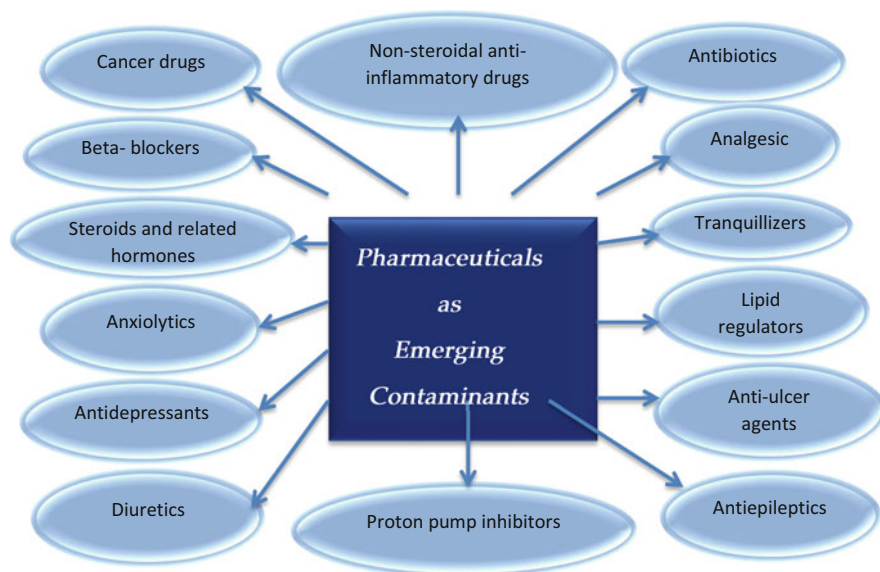 Cancer drugs
Non-steroidal anti-
inflammatory drugs
Antibiotics
Beta- blockers
Analgesic
Steroids and related
hormones
Tranquillizers
Pharmaceuticals
as
Emerging
Contaminants
Anxiolytics
Lipid
regulators
Antidepressants
Anti-ulcer
agents
Diuretics
Proton pump inhibitors
Antiepileptics